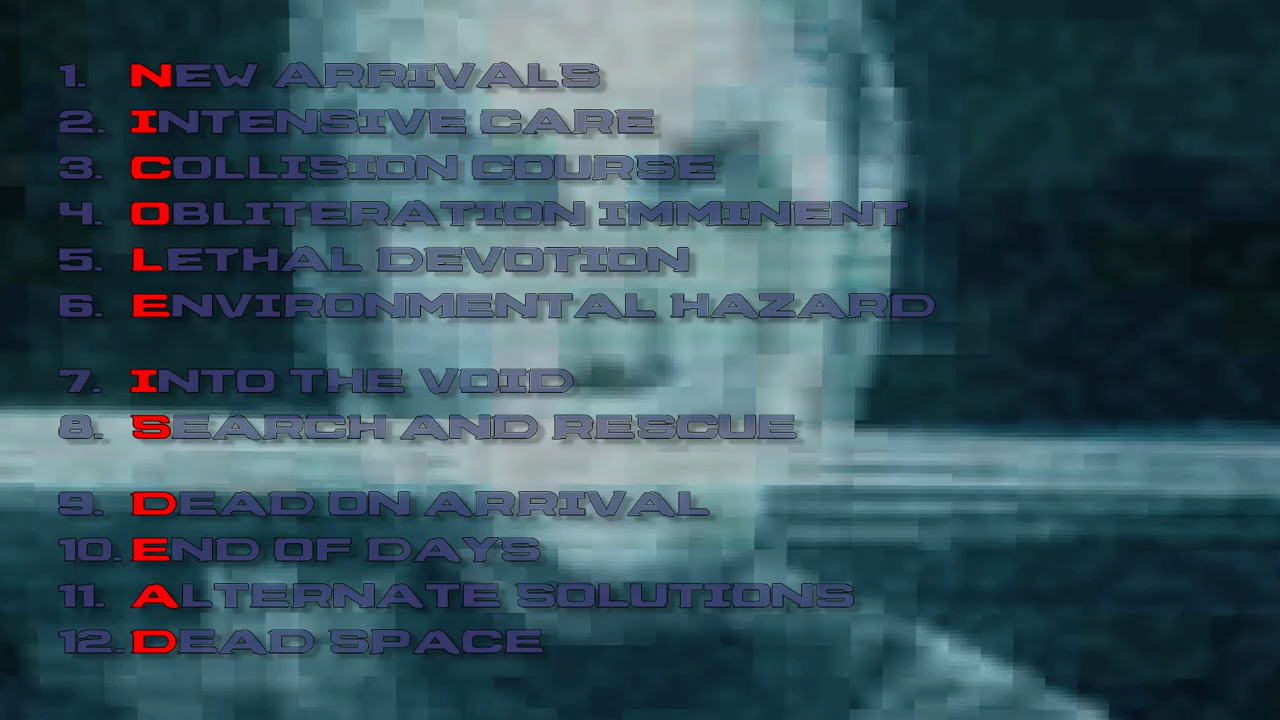 1. NEW ARRIVALS
2. INTENSIVE CARE
3. COLLISION COURSE
4. OBLITERATION IMMINENT
5. LETHAL DEVOTION
6. ENVIRONMENTAL HAZARD
7. INTO THE VOID
8. SEARCH AND RESCUE
9. DEAD ON ARRIVAL
10. END OF DAYS
11. ALTERNATE SOLUTIONS
12. DEAD SPACE